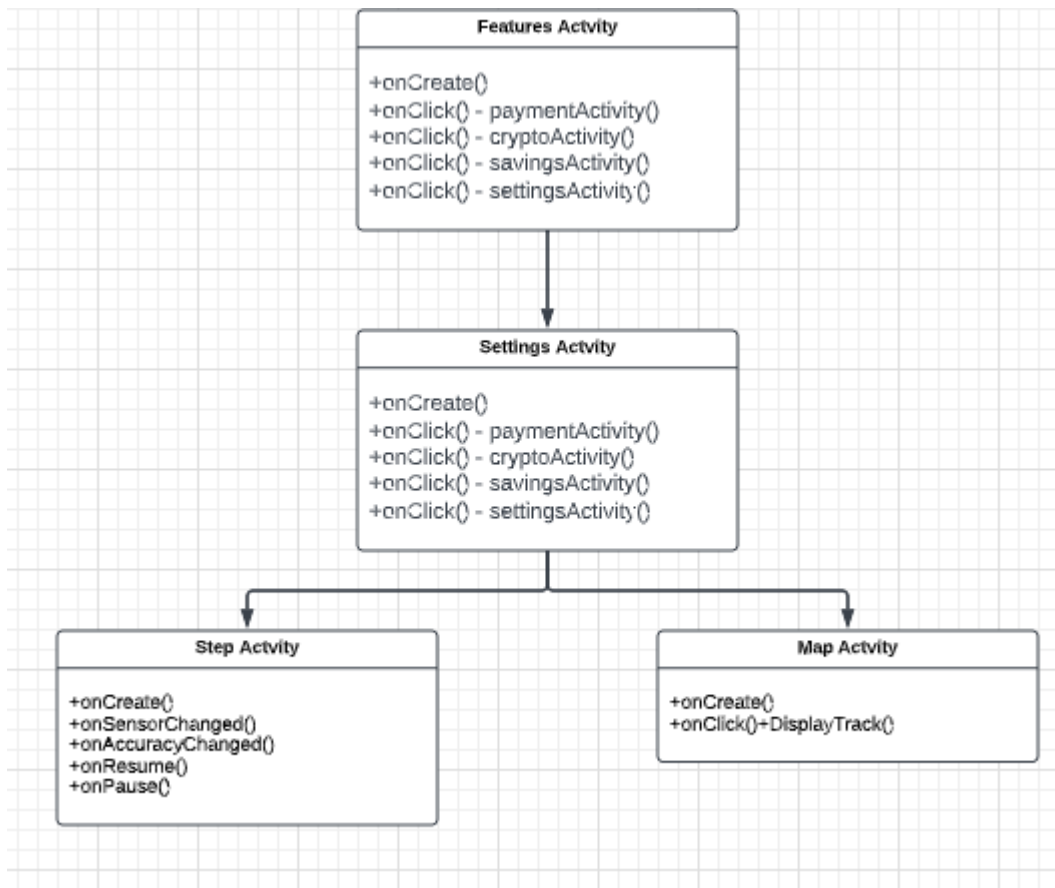 Features Actvity
+onCreate()
+onClick() - paymentActivity()
+onClick() - cryptoActivity()
+onClick() - savingsActivity()
+onClick() - settingsActivity()
Settings Actvity
+onCreate()
+onClick() - paymentActivity()
+onClick() - cryptoActivity()
+onClick() - savingsActivity()
+onClick() - settingsActivity()
Step Actvity
+onCreate()
+onSensorChanged()
+onAccuracyChanged()
+onResume()
+onPause()
Map Actvity
+onCreate()
+onClick()+DisplayTrack()